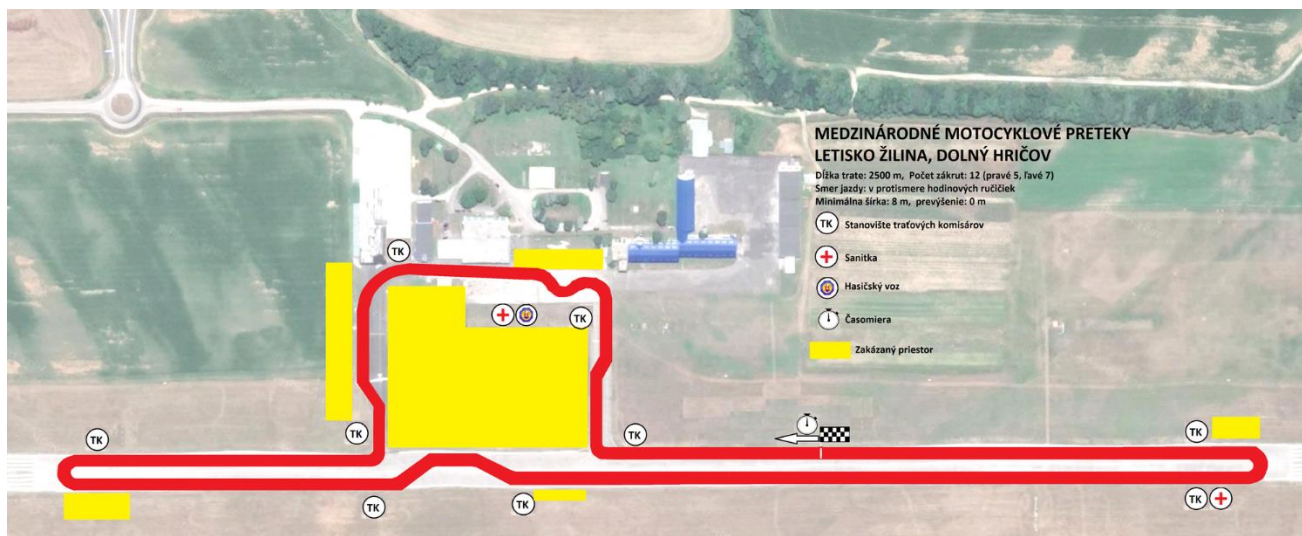 MEDZINÁRODNÉ MOTOCYKLOVÉ PRETEKY
LETISKO ŽILINA, DOLNÝ HRIČOV
Dĺžka trate: 2500 m, Počet zákrut: 12 (pravé 5, ľavé 7)
Smer jazdy: v protismere hodinových ručičiek
Minimálna šírka: 8 m, prevýšenie: 0 m
TK Stanovište traťových komisárov
Sanitka
Hasičský voz
Časomiera
Zakázaný priestor
TK
TK
TK
TK
TK
TK
TK
TK
TK